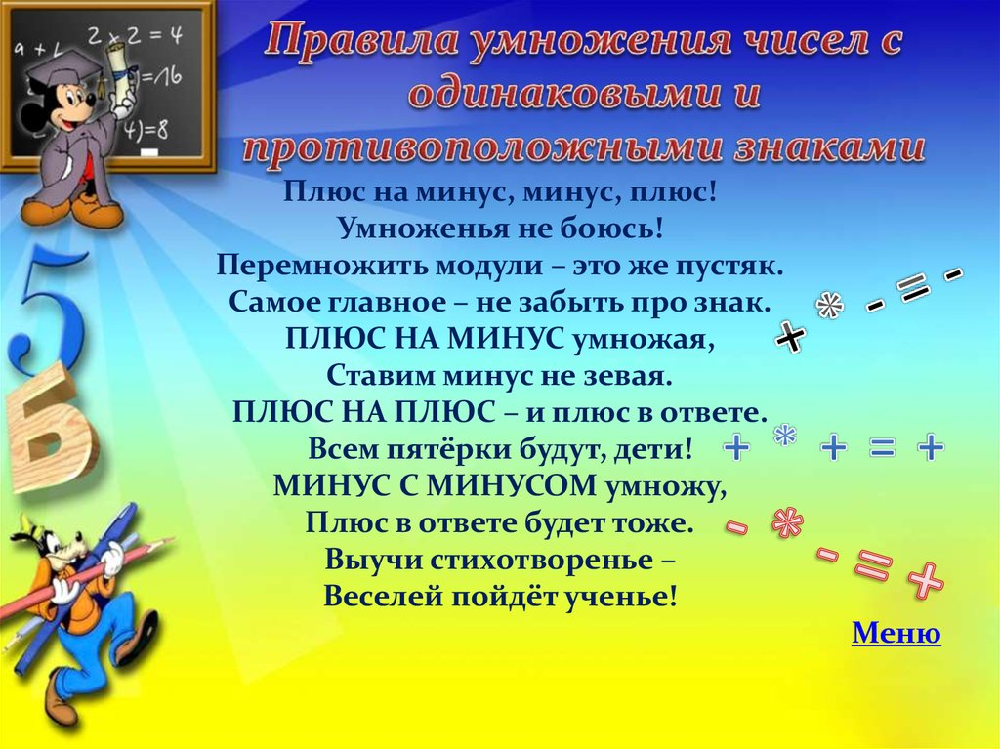 2 x 2 = 4
)=16
4)=8
Правила умножения чисел с
одинаковыми и
противоположными знаками
Плюс на минус, минус, плюс!
Умноженья не боюсь!
Перемножить модули – это же пустяк.
Самое главное – не забыть про знак.
ПЛЮС НА МИНУС умножая,
Ставим минус не зевая.
ПЛЮС НА ПЛЮС – и плюс в ответе.
Всем пятёрки будут, дети!
МИНУС С МИНУСОМ умножу,
Плюс в ответе будет тоже.
Выучи стихотворенье –
Веселей пойдёт ученье!
+ * - = -
+ * + = +
- * - = +
5
Б
Меню